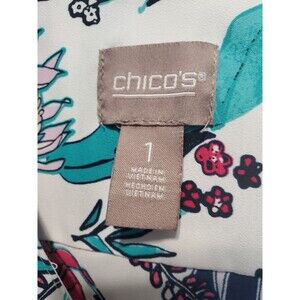 chico's®
1
MADE IN
VIETNAM
HECHO EN
VIETNAM